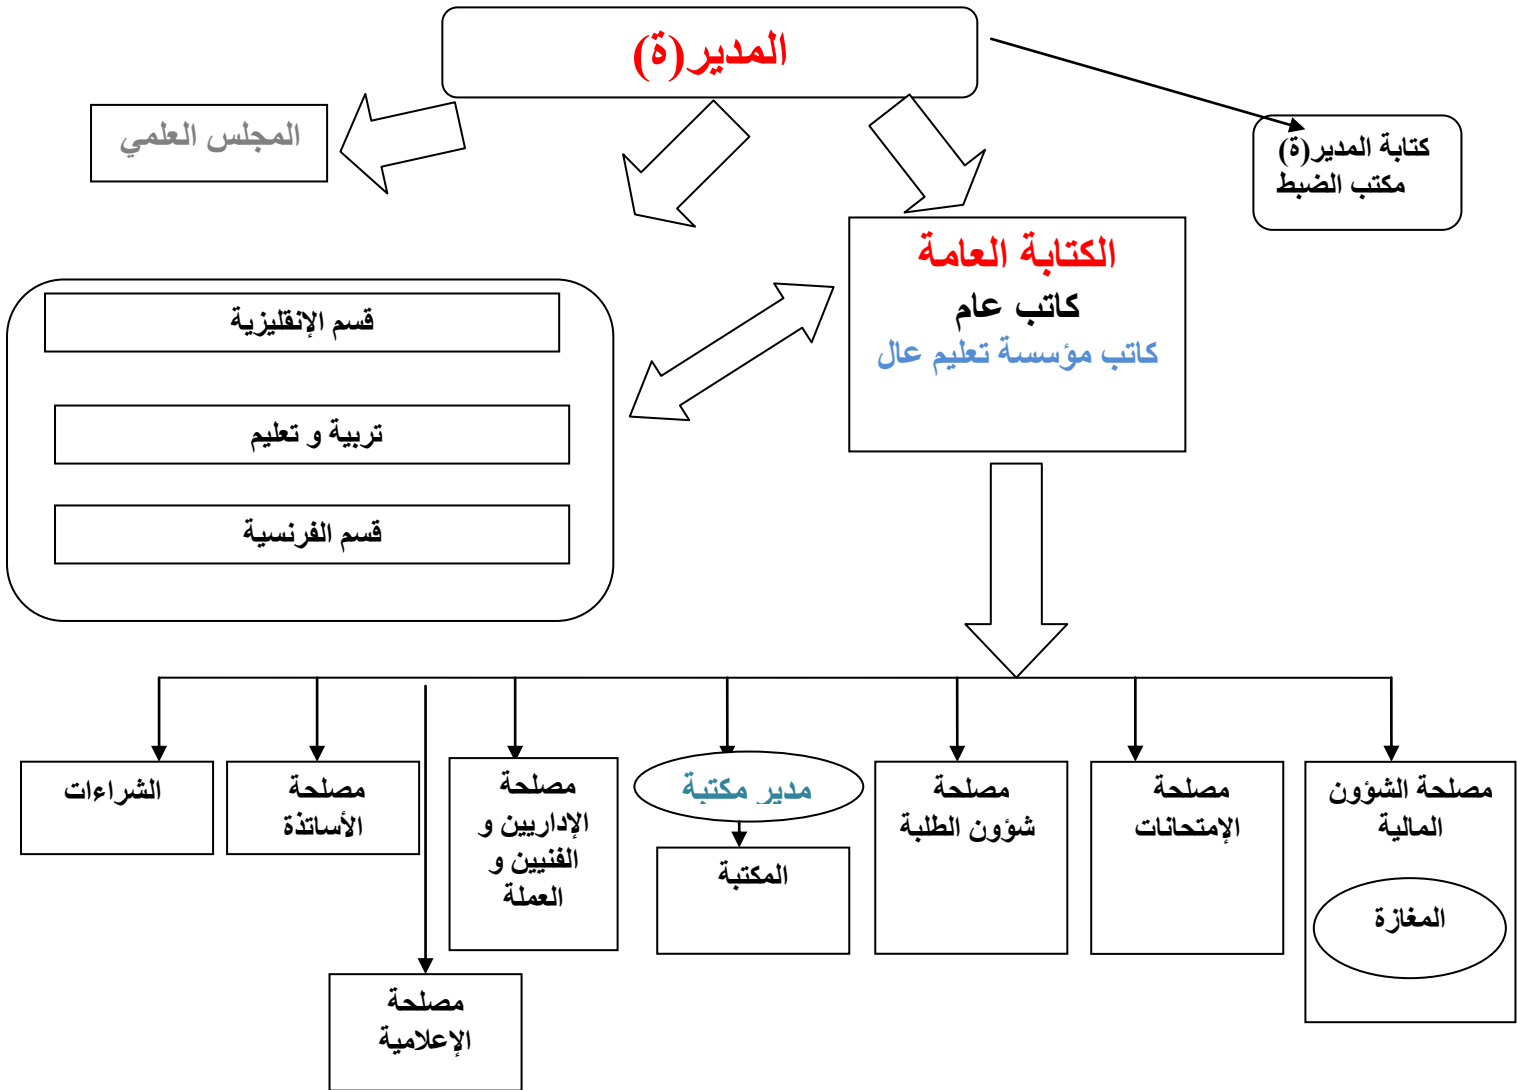 المدير(ة)
المجلس العلمي
كتابة المدير(ة)
مكتب الضبط
الكتابة العامة
كاتب عام
كاتب مؤسسة تعليم عال
قسم الإنقليزية
تربية و تعليم
قسم الفرنسية
مصلحة الشؤون
المالية
المغازة
مصلحة
الإمتحانات
مصلحة
شؤون الطلبة
مدير مكتبة
المكتبة
مصلحة
الإداريين و
الفنيين و
العملة
مصلحة
الأساتذة
الشراءات
مصلحة
الإعلامية